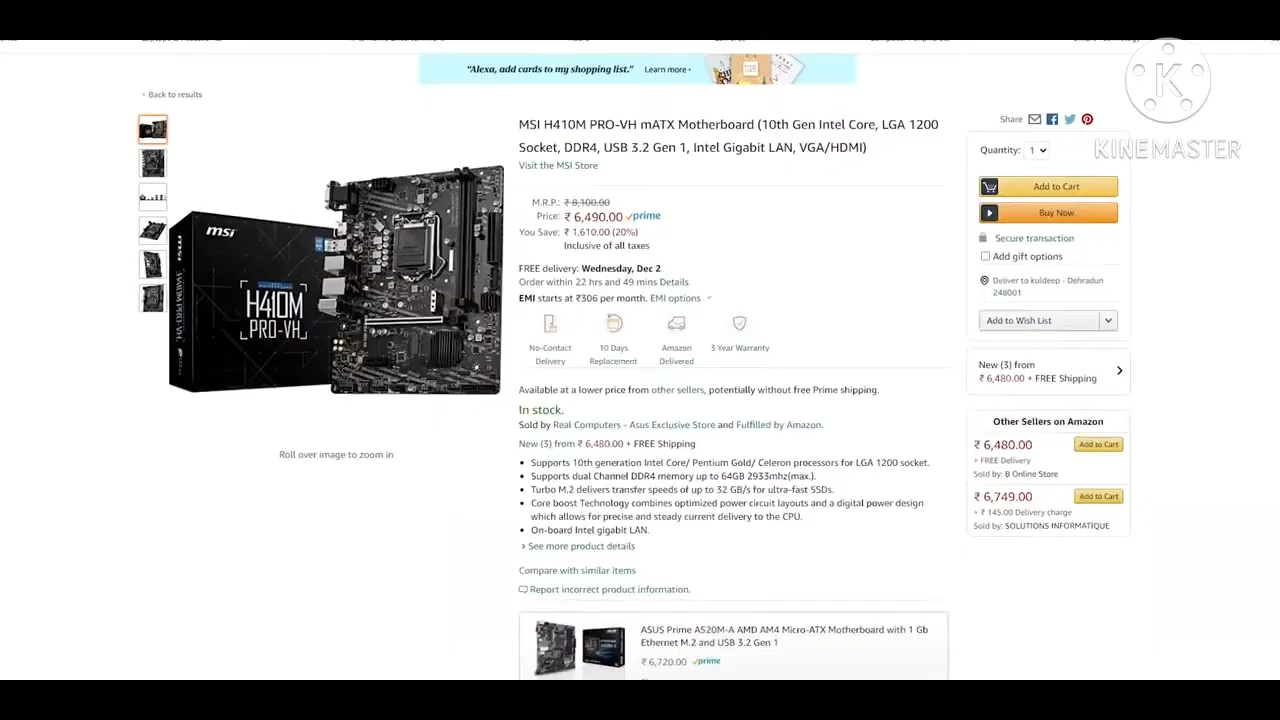 “Alexa, add cards to my shopping list.” Learn more ›
‹ Back to results
K
KINEMASTER
Share
MSI H410M PRO-VH mATX Motherboard (10th Gen Intel Core, LGA 1200
Socket, DDR4, USB 3.2 Gen 1, Intel Gigabit LAN, VGA/HDMI)
Visit the MSI Store
M.R.P.: ₹ 8,100.00
Price: ₹ 6,490.00 prime
You Save: ₹ 1,610.00 (20%)
Inclusive of all taxes
FREE delivery: Wednesday, Dec 2
Order within 22 hrs and 49 mins Details
EMI starts at ₹306 per month. EMI options
No-Contact
Delivery
10 Days
Replacement
Amazon
Delivered
3 Year Warranty
Available at a lower price from other sellers, potentially without free Prime shipping.
In stock.
Sold by Real Computers - Asus Exclusive Store and Fulfilled by Amazon.
New (3) from ₹ 6,480.00 + FREE Shipping
• Supports 10th generation Intel Core/ Pentium Gold/ Celeron processors for LGA 1200 socket.
• Supports dual Channel DDR4 memory up to 64GB 2933mhz(max.).
• Turbo M.2 delivers transfer speeds of up to 32 GB/s for ultra-fast SSDs.
• Core boost Technology combines optimized power circuit layouts and a digital power design
which allows for precise and steady current delivery to the CPU.
• On-board Intel gigabit LAN.
› See more product details
Compare with similar items
Report incorrect product information.
ASUS Prime A520M-A AMD AM4 Micro-ATX Motherboard with 1 Gb
Ethernet M.2 and USB 3.2 Gen 1
₹ 6,720.00 prime
msi
msi
H410M
PRO-VH
H410M PRO-VH
Roll over image to zoom in
Quantity: 1
Add to Cart
Buy Now
Secure transaction
Add gift options
Deliver to kuldeep - Dehradun
248001
Add to Wish List
New (3) from
₹ 6,480.00 + FREE Shipping
Other Sellers on Amazon
₹ 6,480.00 Add to Cart
+ FREE Delivery
Sold by: B Online Store
₹ 6,749.00 Add to Cart
+ ₹ 145.00 Delivery charge
Sold by: SOLUTIONS INFORMATIQUE